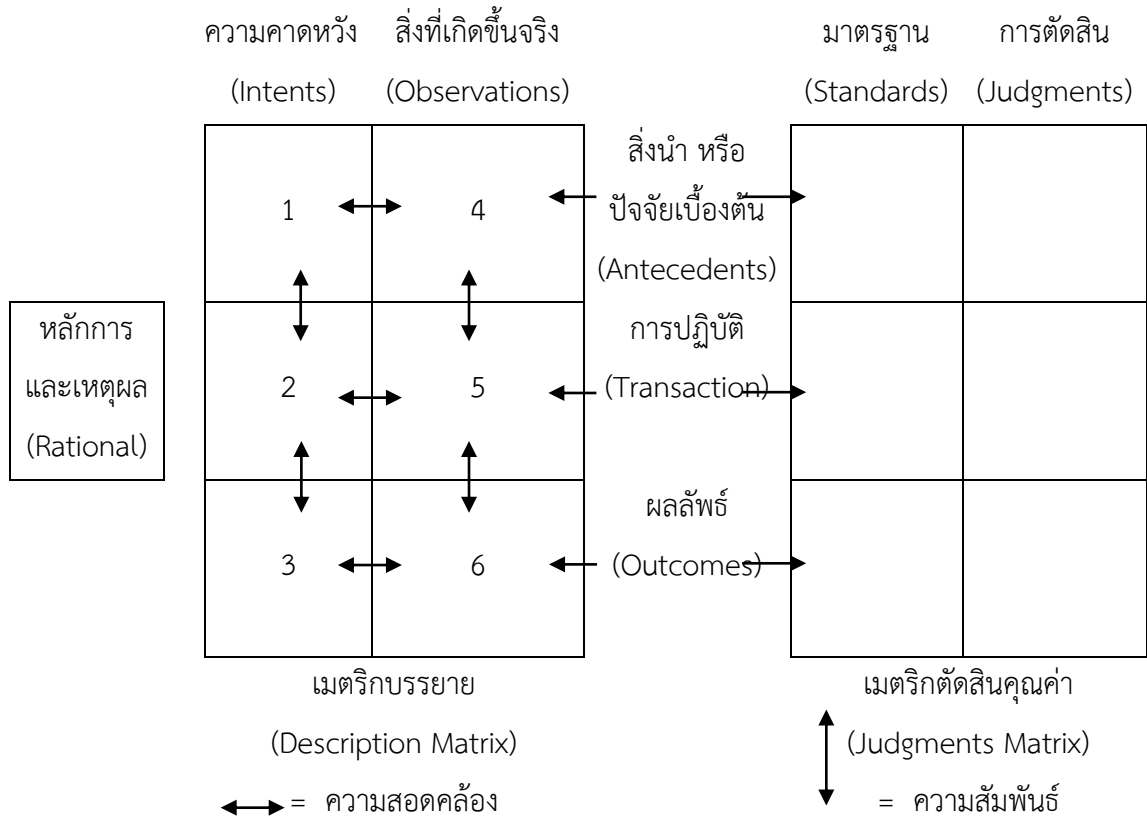 ความคาดหวัง สิ่งที่เกิดขึ้นจริง มาตรฐาน การตัดสิน
(Intents) (Observations) (Standards) (Judgments)
สิ่งนำ หรือ
1 4 ปัจจัยเบื้องต้น
(Antecedents)
หลักการ การปฏิบัติ
และเหตุผล 2 5 (Transaction)
(Rational)
ผลลัพธ์
3 6 (Outcomes)
เมตริกบรรยาย เมตริกตัดสินคุณค่า
(Description Matrix) (Judgments Matrix)
= ความสอดคล้อง = ความสัมพันธ์